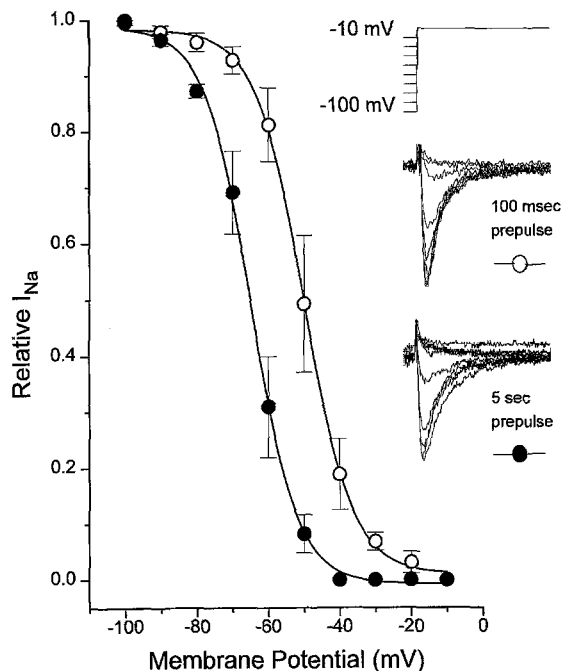 1.0
0.8
0.6
0.4
0.2
0.0
Relative I_Na
-100
-80
-60
-40
-20
0
Membrane Potential (mV)
-10 mV
-100 mV
100 msec
prepulse
5 sec
prepulse